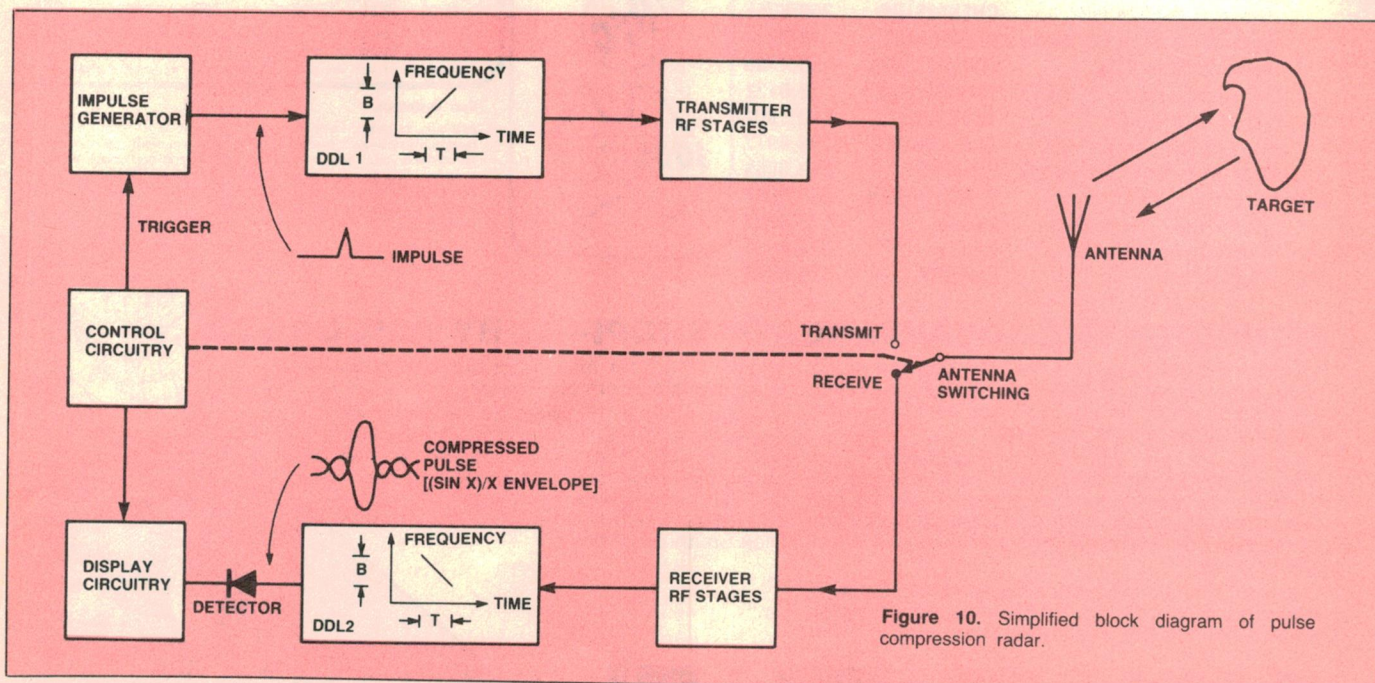 IMPULSE
GENERATOR
FREQUENCY
B
TIME
T
DDL 1
TRANSMITTER
RF STAGES
TARGET
TRIGGER
IMPULSE
ANTENNA
CONTROL
CIRCUITRY
TRANSMIT
RECEIVE
ANTENNA
SWITCHING
COMPRESSED
PULSE
[(SIN X)/X ENVELOPE]
DISPLAY
CIRCUITRY
DETECTOR
FREQUENCY
B
TIME
T
DDL2
RECEIVER
RF STAGES
Figure 10. Simplified block diagram of pulse
compression radar.